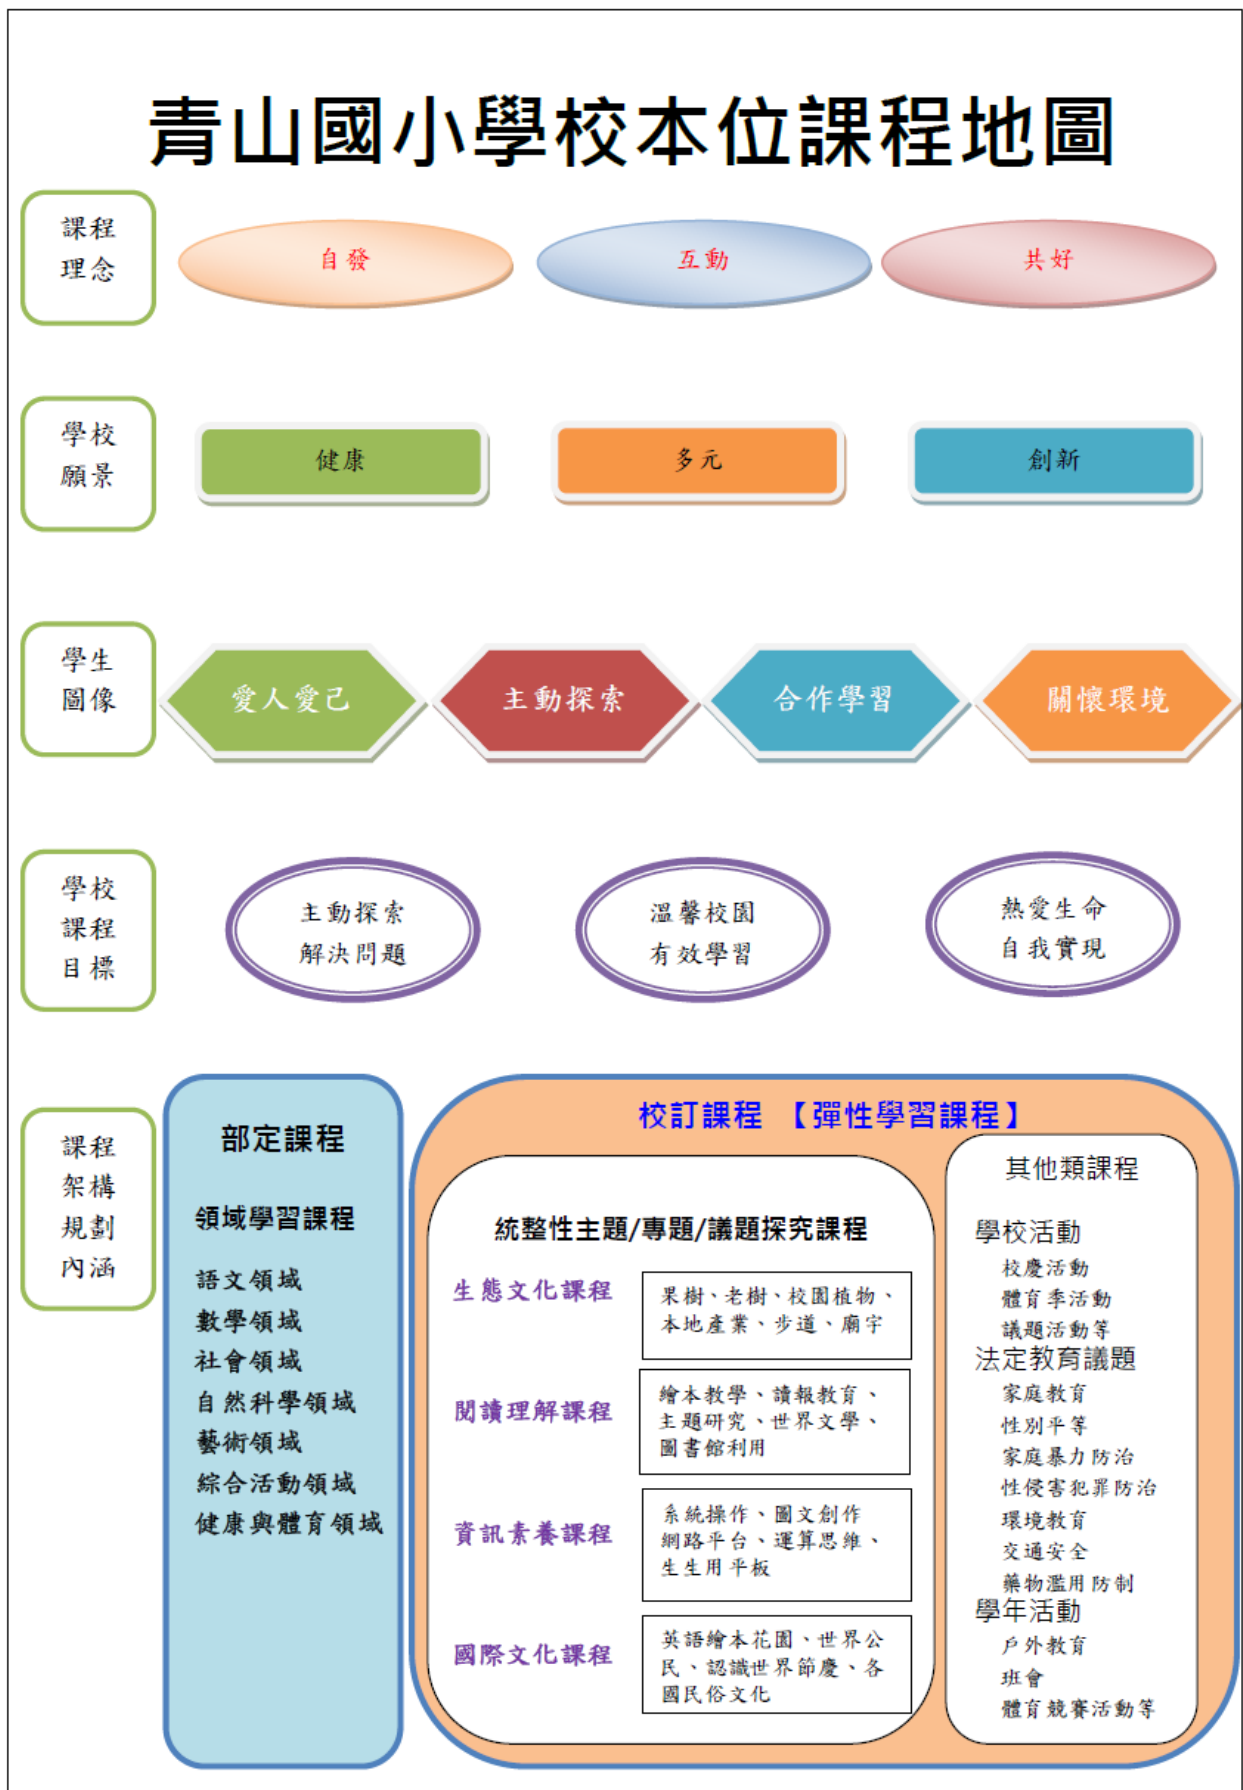 青山國小學校本位課程地圖
課程
理念
自發
互動
共好
學校
願景
健康
多元
創新
學生
圖像
愛人愛己
主動探索
合作學習
關懷環境
學校
課程
目標
主動探索
解決問題
溫馨校園
有效學習
熱愛生命
自我實現
課程
架構
規劃
內涵
部定課程
領域學習課程
語文領域
數學領域
社會領域
自然科學領域
藝術領域
綜合活動領域
健康與體育領域
校訂課程 【彈性學習課程】
統整性主題/專題/議題探究課程
生態文化課程
果樹、老樹、校園植物、
本地產業、步道、廟宇
閱讀理解課程
繪本教學、讀報教育、
主題研究、世界文學、
圖書館利用
資訊素養課程
系統操作、圖文創作
網路平台、運算思維、
生生用平板
國際文化課程
英語繪本花園、世界公
民、認識世界節慶、各
國民俗文化
其他類課程
學校活動
校慶活動
體育季活動
議題活動等
法定教育議題
家庭教育
性別平等
家庭暴力防治
性侵害犯罪防治
環境教育
交通安全
藥物濫用防制
學年活動
戶外教育
班會
體育競賽活動等